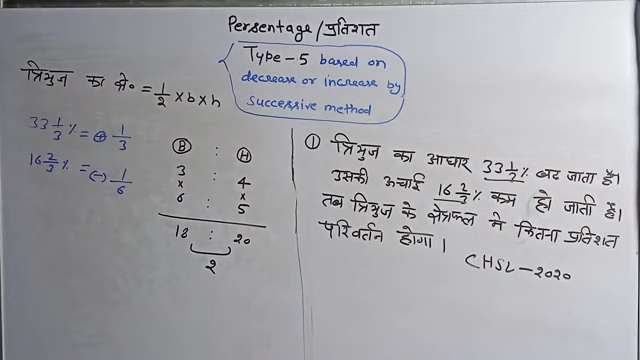 Persentage/प्रतिशत
Type-5 based on
decrease or increase by
successive method
त्रिभुज का क्षे॰ = 1/2 × b × h
33 1/3 % = (+) 1/3
16 2/3 % = (-) 1/6
B : H
3 : 4
× ×
6 : 5
18 : 20
2
① त्रिभुज का आधार 33 1/2 % बढ जाता है।
उसकी ऊचाई 16 2/3 % कम हो जाती है।
तब त्रिभुज के क्षेत्रफल मे कितना प्रतिशत
परिवर्तन होगा।
CHSL-2020